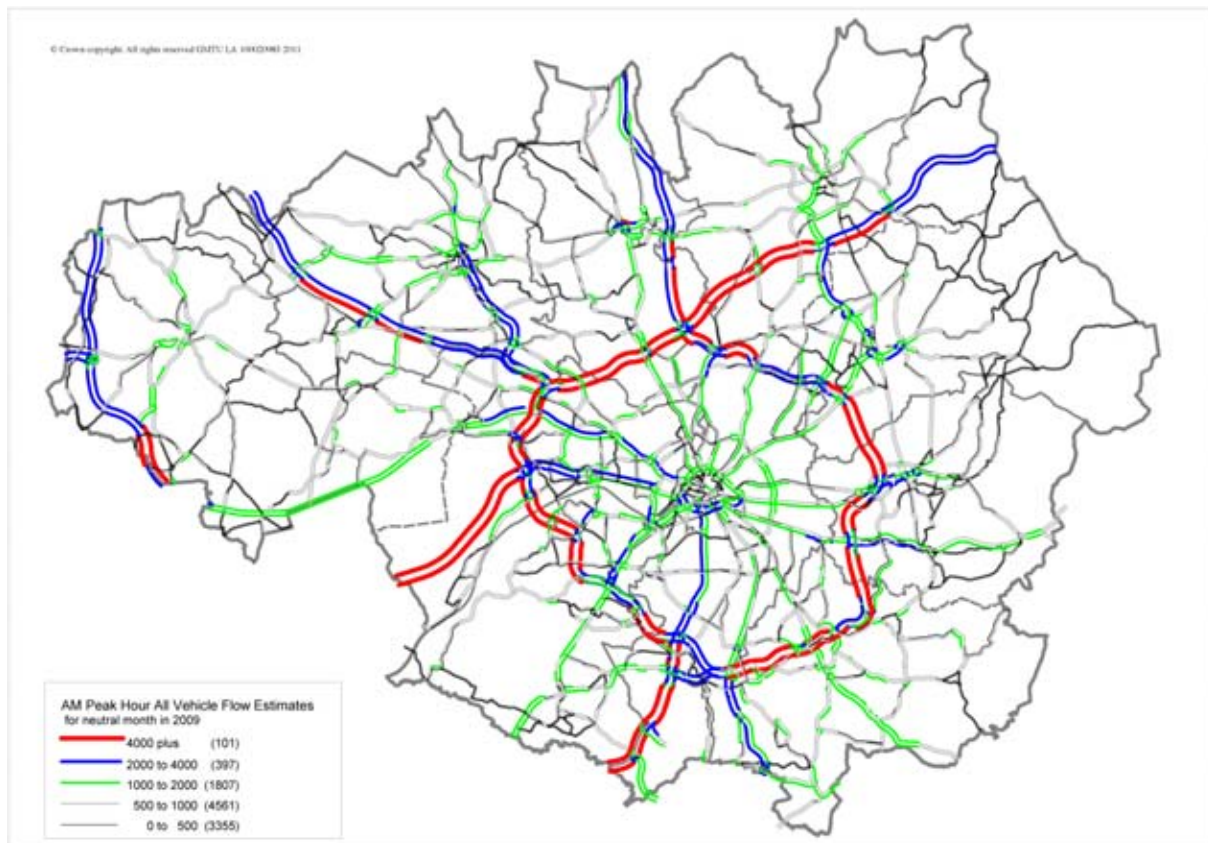 © Crown copyright. All rights reserved GMTU LA 2011
AM Peak Hour All Vehicle Flow Estimates
for neutral month in 2009
4000 plus (101)
2000 to 4000 (397)
1000 to 2000 (1807)
500 to 1000 (4561)
0 to 500 (3355)